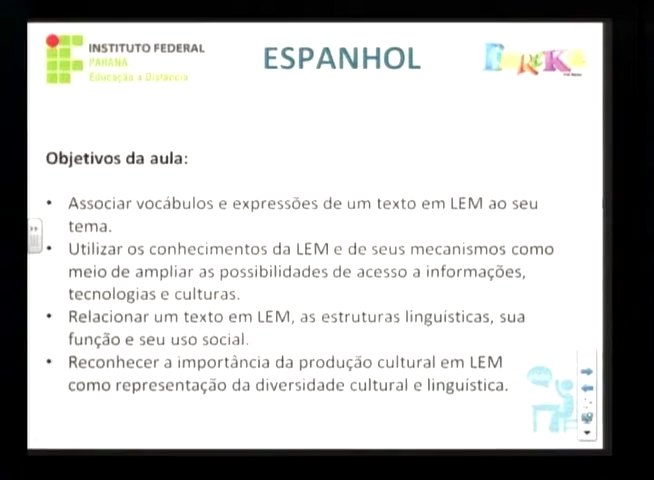 INSTITUTO FEDERAL
PARANÁ
Educação a Distância
ESPANHOL
EUREKA
Objetivos da aula:
• Associar vocábulos e expressões de um texto em LEM ao seu
tema.
• Utilizar os conhecimentos da LEM e de seus mecanismos como
meio de ampliar as possibilidades de acesso a informações,
tecnologias e culturas.
• Relacionar um texto em LEM, as estruturas linguisticas, sua
função e seu uso social.
• Reconhecer a importância da produção cultural em LEM
como representação da diversidade cultural e linguistica.